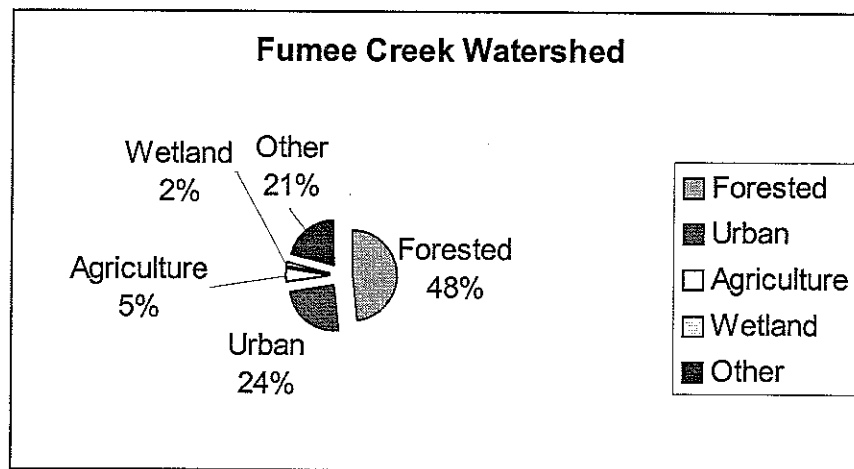 Fumee Creek Watershed
Wetland
2%
Other
21%
Forested
48%
Agriculture
5%
Urban
24%
Forested
Urban
Agriculture
Wetland
Other